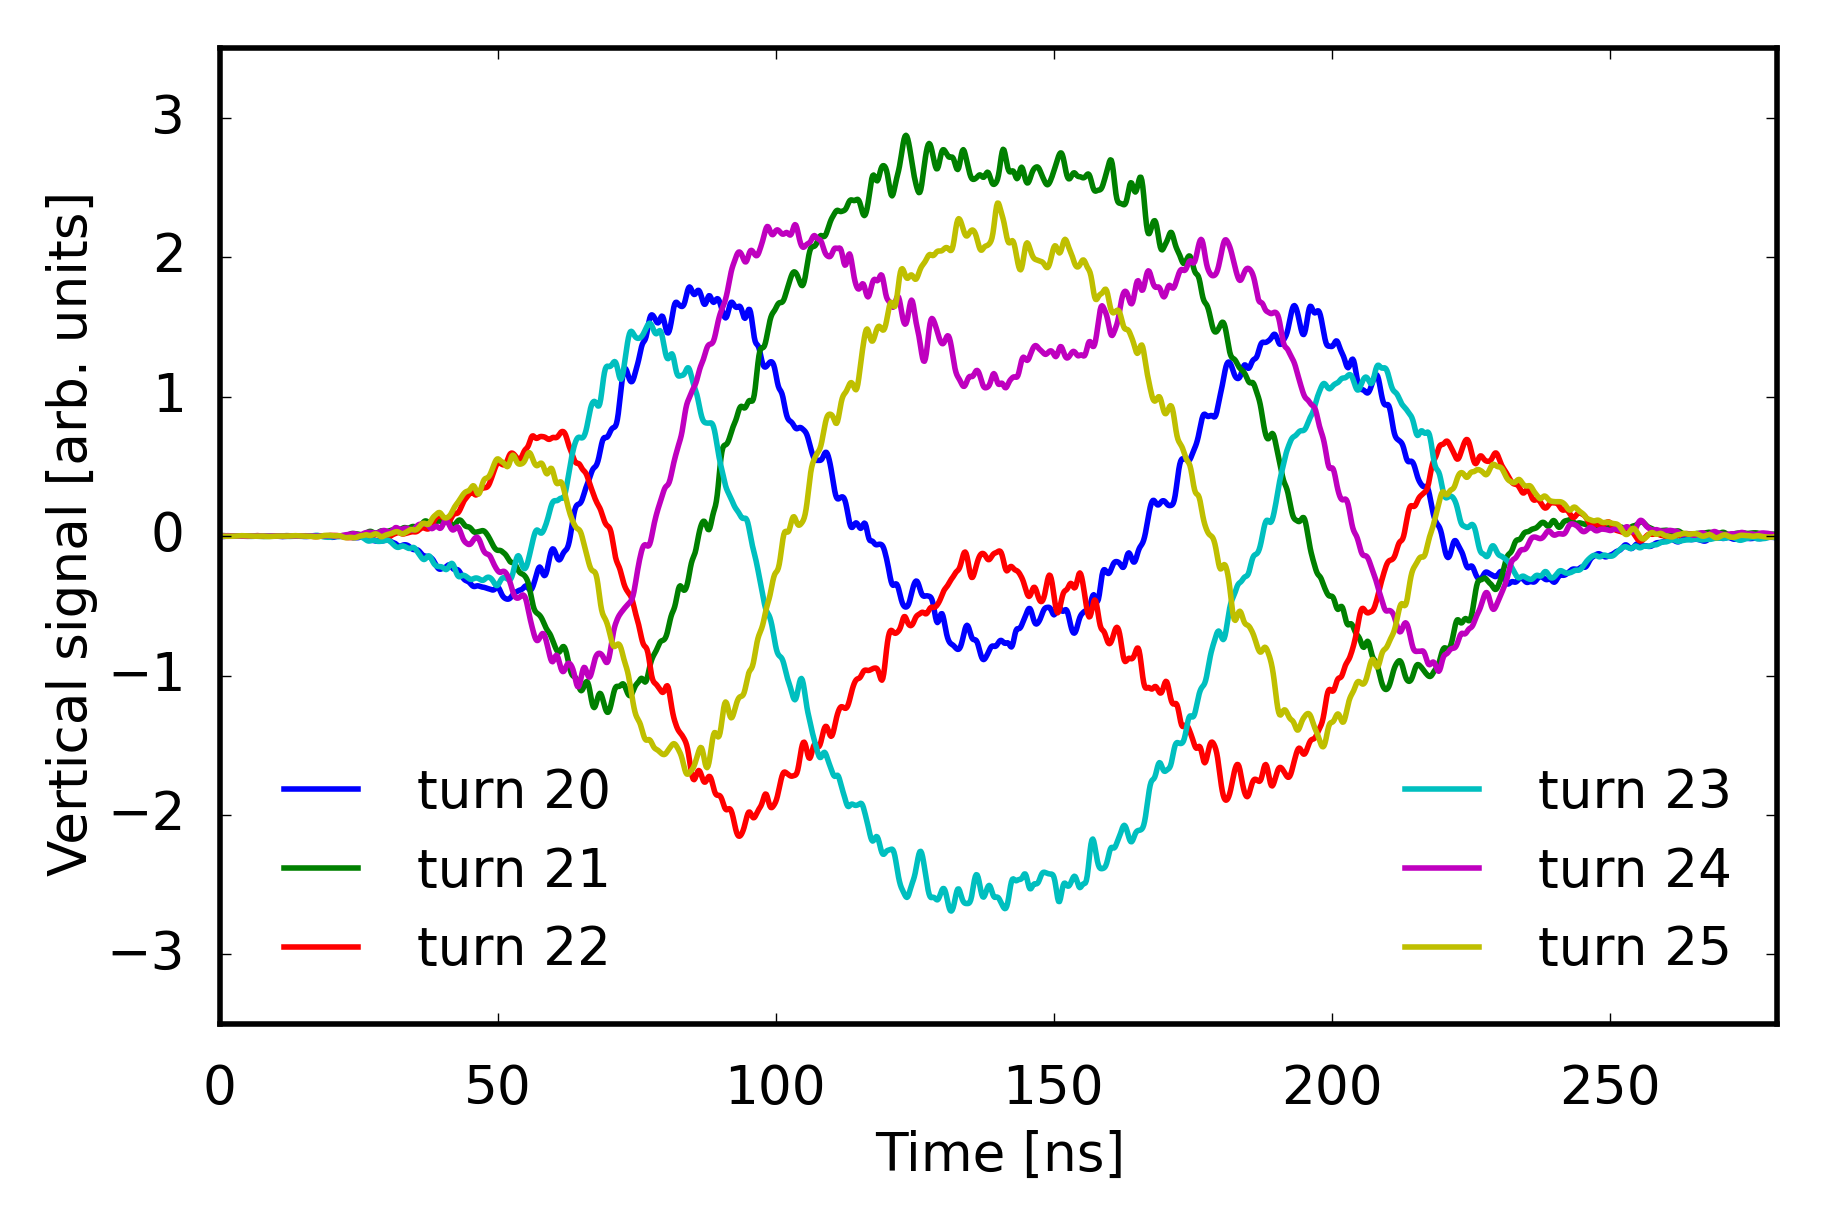 Vertical signal [arb. units]
3
2
1
0
−1
−2
−3
turn 20
turn 21
turn 22
turn 23
turn 24
turn 25
0 50 100 150 200 250
Time [ns]